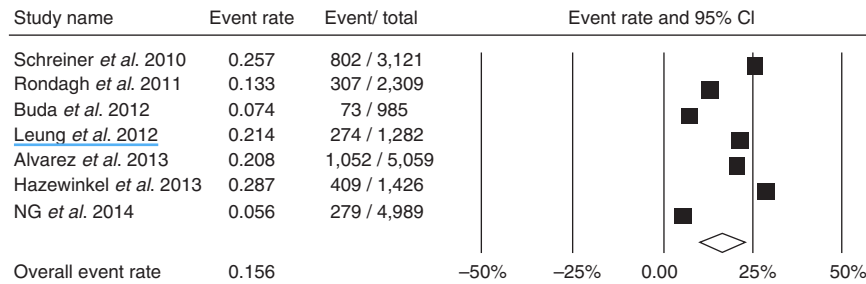 Study name Event rate Event/ total Event rate and 95% CI
Schreiner et al. 2010 0.257 802 / 3,121
Rondagh et al. 2011 0.133 307 / 2,309
Buda et al. 2012 0.074 73 / 985
Leung et al. 2012 0.214 274 / 1,282
Alvarez et al. 2013 0.208 1,052 / 5,059
Hazewinkel et al. 2013 0.287 409 / 1,426
NG et al. 2014 0.056 279 / 4,989
Overall event rate 0.156 –50% –25% 0.00 25% 50%